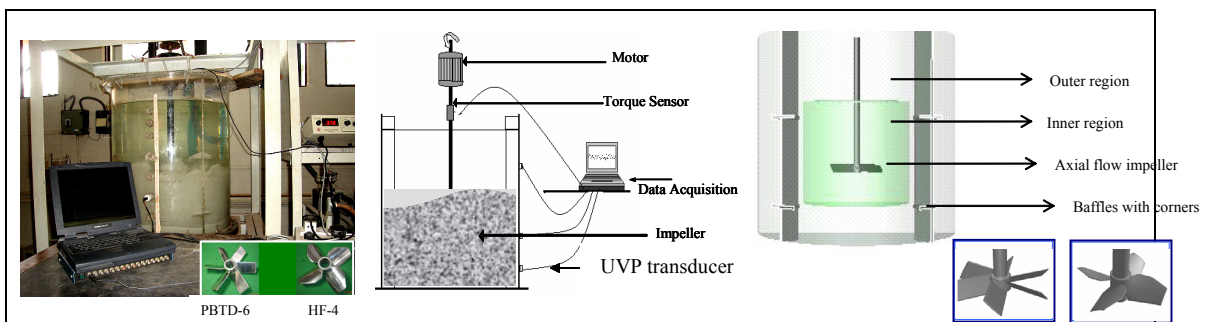 Motor
Torque Sensor
Data Acquisition
Impeller
UVP transducer
Outer region
Inner region
Axial flow impeller
Baffles with corners
PBTD-6
HF-4